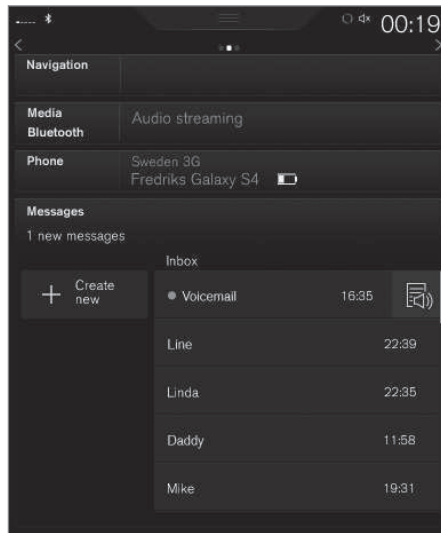 00:19
Navigation
Media
Bluetooth
Audio streaming
Phone
Sweden 3G
Fredriks Galaxy S4
Messages
1 new messages
Inbox
Create
new
Voicemail 16:35
Line 22:39
Linda 22:35
Daddy 11:58
Mike 19:31